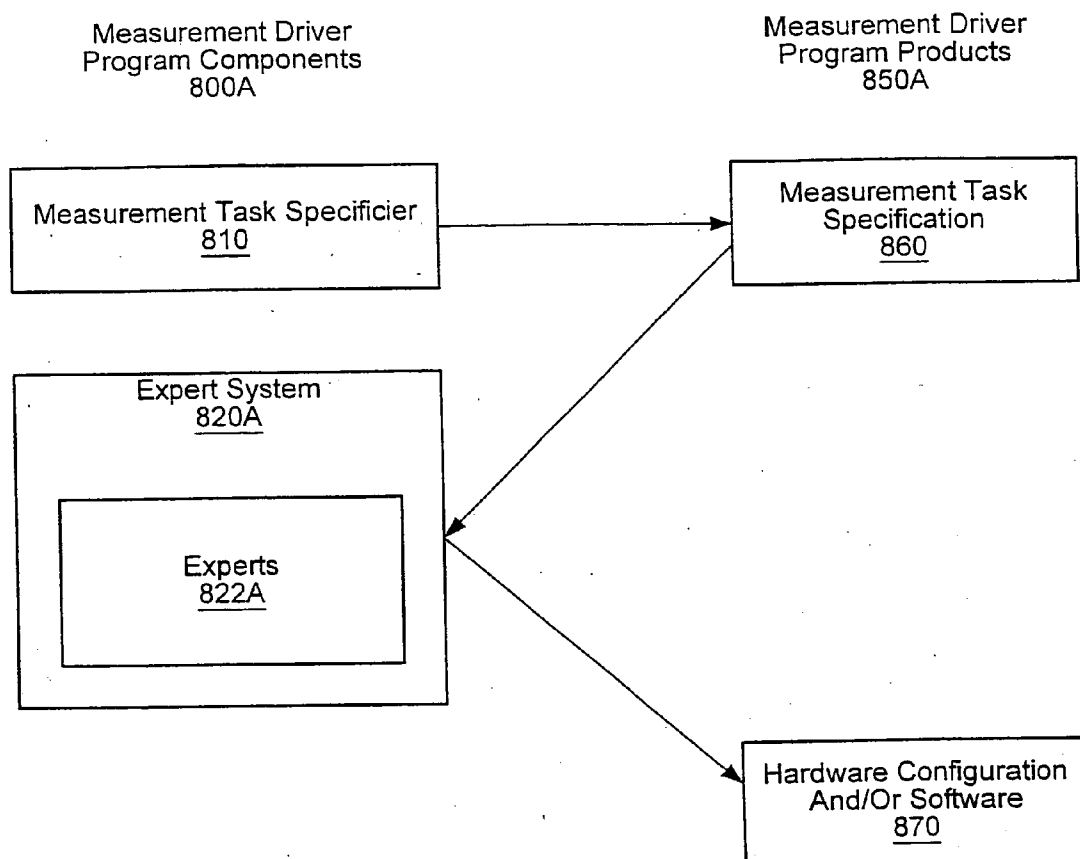 Measurement Driver
Program Components
800A
Measurement Driver
Program Products
850A
Measurement Task Specificier
810
Measurement Task
Specification
860
Expert System
820A
Experts
822A
Hardware Configuration
And/Or Software
870